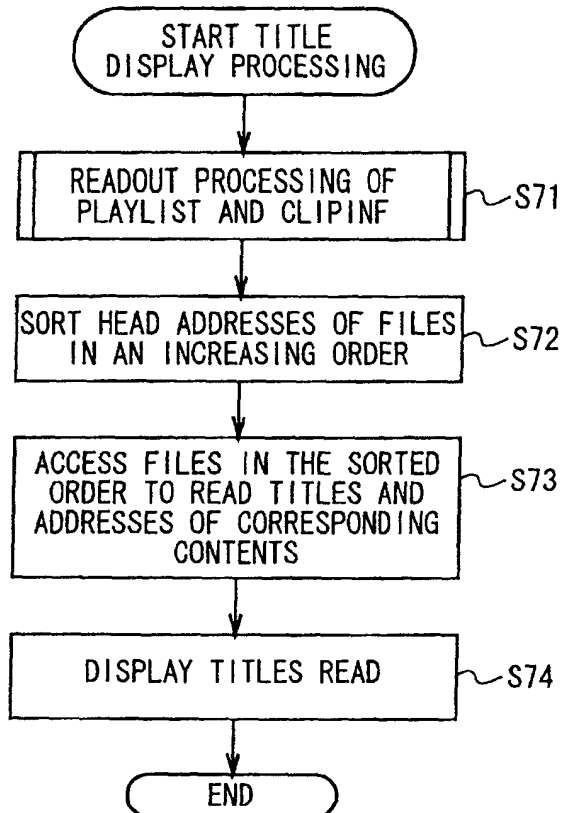 START TITLE
DISPLAY PROCESSING
READOUT PROCESSING OF
PLAYLIST AND CLIPINF
S71
SORT HEAD ADDRESSES OF FILES
IN AN INCREASING ORDER
S72
ACCESS FILES IN THE SORTED
ORDER TO READ TITLES AND
ADDRESSES OF CORRESPONDING
CONTENTS
S73
DISPLAY TITLES READ
S74
END